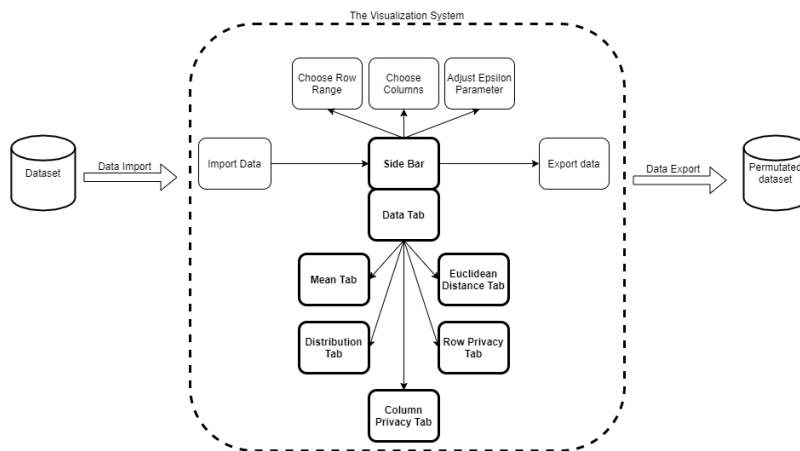 The Visualization System
Choose Row
Range
Choose
Columns
Adjust Epsilon
Parameter
Dataset
Data Import
Import Data
Side Bar
Export data
Data Export
Permutated
dataset
Data Tab
Mean Tab
Euclidean
Distance Tab
Distribution
Tab
Row Privacy
Tab
Column
Privacy Tab